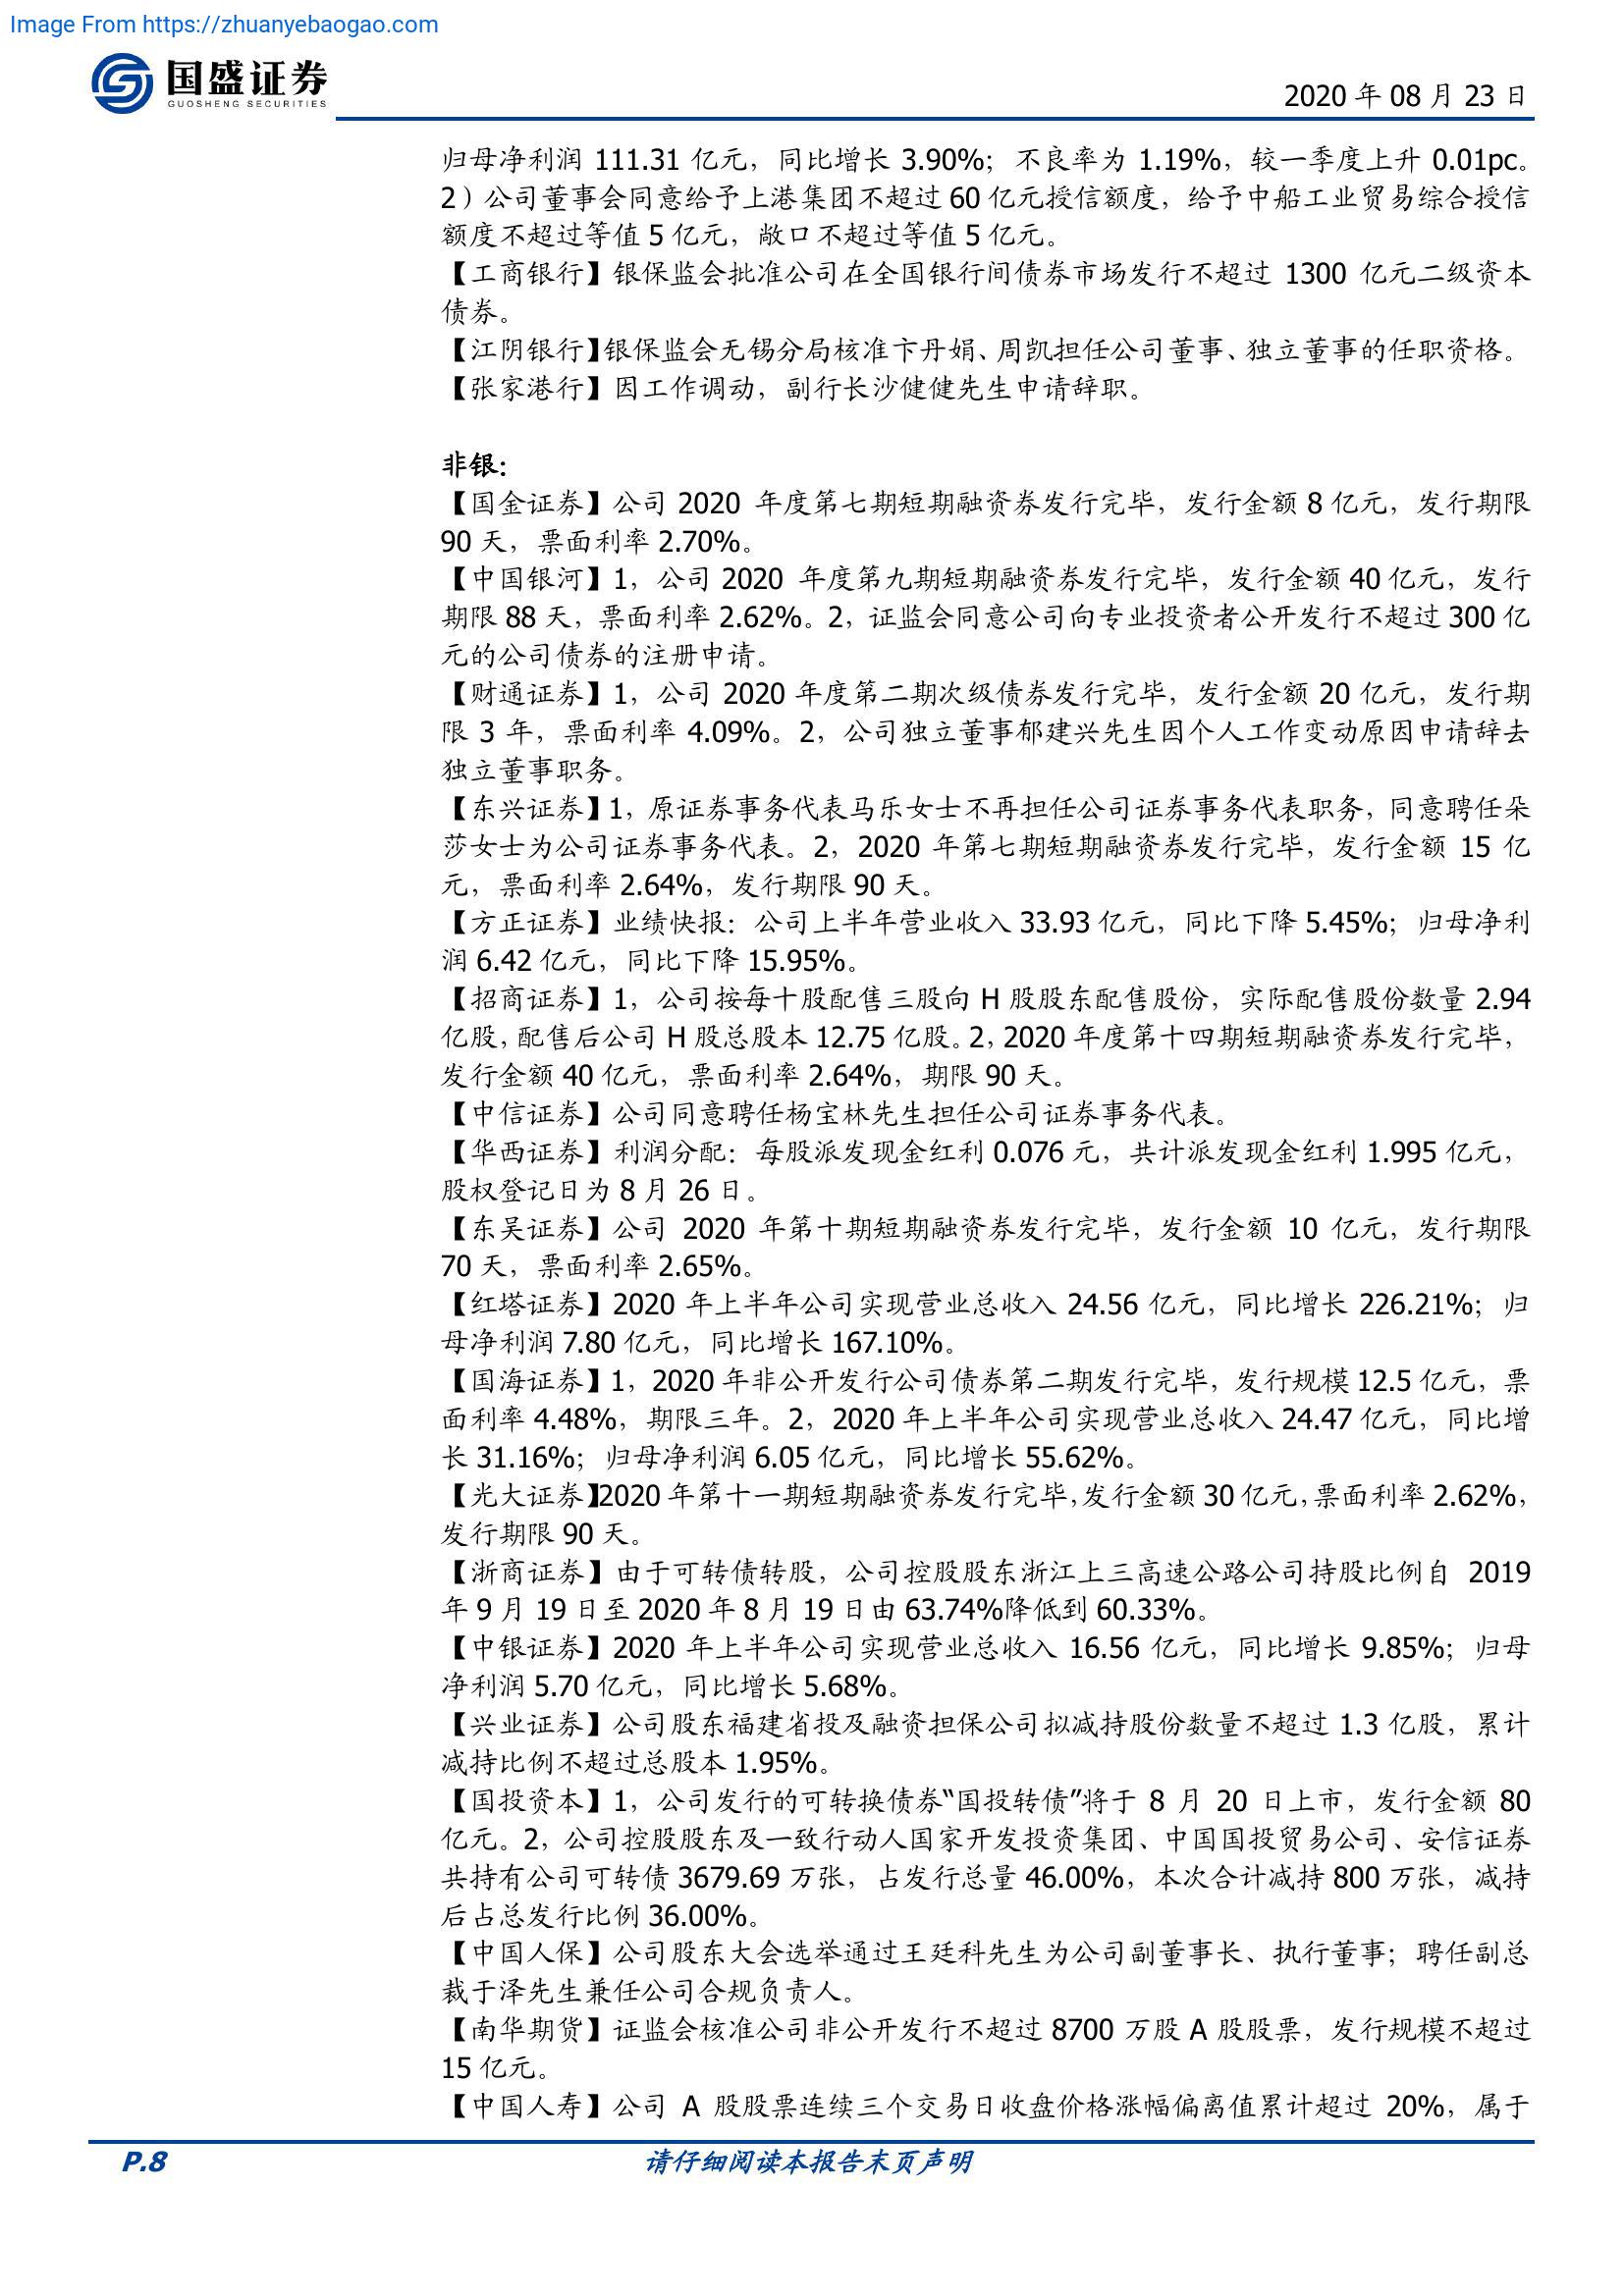 Image From https://zhuanyebaogao.com
国盛证券
GUOSHENG SECURITIES
2020 年 08 月 23 日
归母净利润 111.31 亿元，同比增长 3.90%；不良率为 1.19%，较一季度上升 0.01pc。
2）公司董事会同意给予上港集团不超过 60 亿元授信额度，给予中船工业贸易综合授信
额度不超过等值 5 亿元，敞口不超过等值 5 亿元。
【工商银行】银保监会批准公司在全国银行间债券市场发行不超过 1300 亿元二级资本
债券。
【江阴银行】银保监会无锡分局核准卞丹娟、周凯担任公司董事、独立董事的任职资格。
【张家港行】因工作调动，副行长沙健健先生申请辞职。
非银：
【国金证券】公司 2020 年度第七期短期融资券发行完毕，发行金额 8 亿元，发行期限
90 天，票面利率 2.70%。
【中国银河】1，公司 2020 年度第九期短期融资券发行完毕，发行金额 40 亿元，发行
期限 88 天，票面利率 2.62%。2，证监会同意公司向专业投资者公开发行不超过 300 亿
元的公司债券的注册申请。
【财通证券】1，公司 2020 年度第二期次级债券发行完毕，发行金额 20 亿元，发行期
限 3 年，票面利率 4.09%。2，公司独立董事郁建兴先生因个人工作变动原因申请辞去
独立董事职务。
【东兴证券】1，原证券事务代表马乐女士不再担任公司证券事务代表职务，同意聘任朵
莎女士为公司证券事务代表。2，2020 年第七期短期融资券发行完毕，发行金额 15 亿
元，票面利率 2.64%，发行期限 90 天。
【方正证券】业绩快报：公司上半年营业收入 33.93 亿元，同比下降 5.45%；归母净利
润 6.42 亿元，同比下降 15.95%。
【招商证券】1，公司按每十股配售三股向 H 股股东配售股份，实际配售股份数量 2.94
亿股，配售后公司 H 股总股本 12.75 亿股。2，2020 年度第十四期短期融资券发行完毕，
发行金额 40 亿元，票面利率 2.64%，期限 90 天。
【中信证券】公司同意聘任杨宝林先生担任公司证券事务代表。
【华西证券】利润分配：每股派发现金红利 0.076 元，共计派发现金红利 1.995 亿元，
股权登记日为 8 月 26 日。
【东吴证券】公司 2020 年第十期短期融资券发行完毕，发行金额 10 亿元，发行期限
70 天，票面利率 2.65%。
【红塔证券】2020 年上半年公司实现营业总收入 24.56 亿元，同比增长 226.21%；归
母净利润 7.80 亿元，同比增长 167.10%。
【国海证券】1，2020 年非公开发行公司债券第二期发行完毕，发行规模 12.5 亿元，票
面利率 4.48%，期限三年。2，2020 年上半年公司实现营业总收入 24.47 亿元，同比增
长 31.16%；归母净利润 6.05 亿元，同比增长 55.62%。
【光大证券】2020 年第十一期短期融资券发行完毕，发行金额 30 亿元，票面利率 2.62%，
发行期限 90 天。
【浙商证券】由于可转债转股，公司控股股东浙江上三高速公路公司持股比例自 2019
年 9 月 19 日至 2020 年 8 月 19 日由 63.74%降低到 60.33%。
【中银证券】2020 年上半年公司实现营业总收入 16.56 亿元，同比增长 9.85%；归母
净利润 5.70 亿元，同比增长 5.68%。
【兴业证券】公司股东福建省投及融资担保公司拟减持股份数量不超过 1.3 亿股，累计
减持比例不超过总股本 1.95%。
【国投资本】1，公司发行的可转换债券“国投转债”将于 8 月 20 日上市，发行金额 80
亿元。2，公司控股股东及一致行动人国家开发投资集团、中国国投贸易公司、安信证券
共持有公司可转债 3679.69 万张，占发行总量 46.00%，本次合计减持 800 万张，减持
后占总发行比例 36.00%。
【中国人保】公司股东大会选举通过王廷科先生为公司副董事长、执行董事；聘任副总
裁于泽先生兼任公司合规负责人。
【南华期货】证监会核准公司非公开发行不超过 8700 万股 A 股股票，发行规模不超过
15 亿元。
【中国人寿】公司 A 股股票连续三个交易日收盘价格涨幅偏离值累计超过 20%，属于
P.8
请仔细阅读本报告末页声明